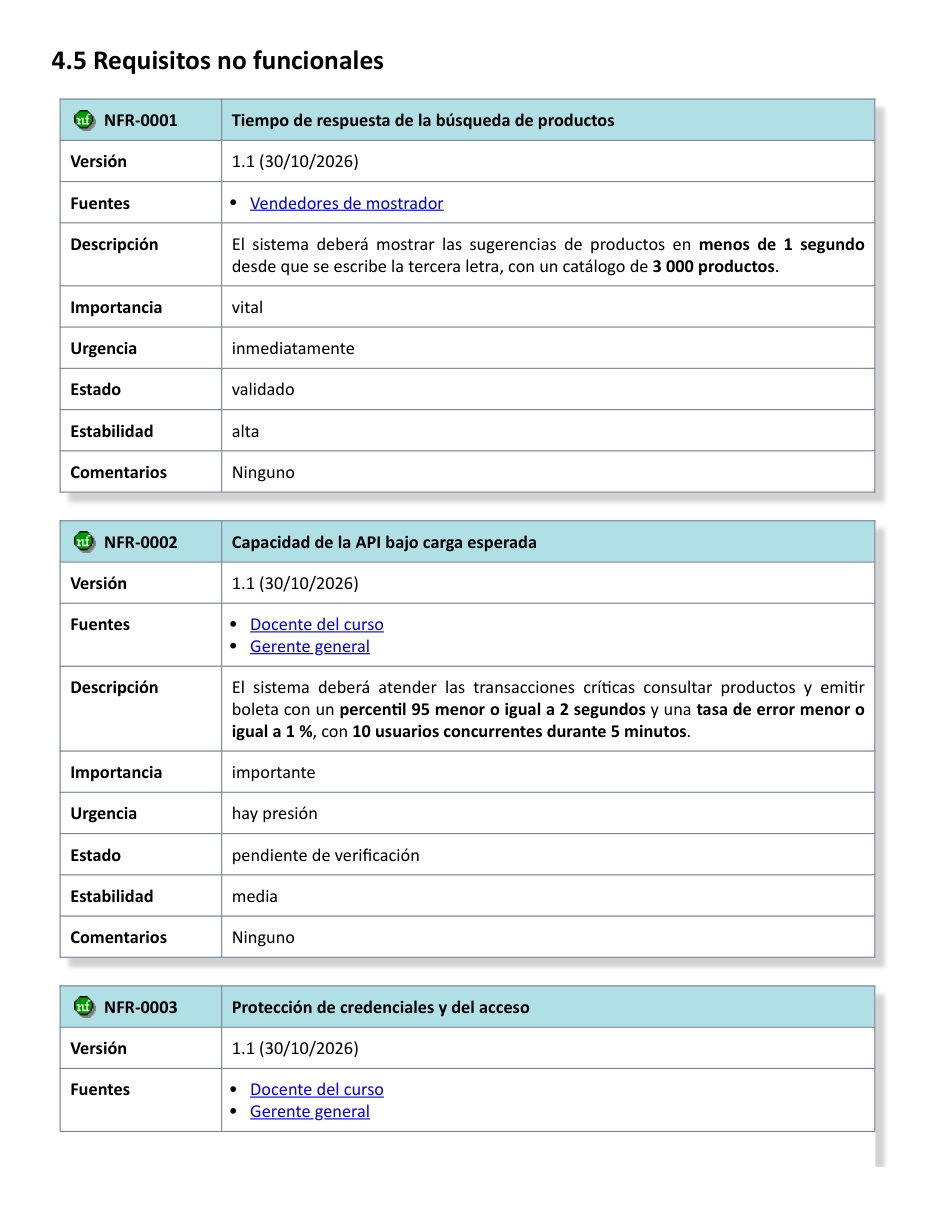 4.5 Requisitos no funcionales
nf NFR-0001 Tiempo de respuesta de la búsqueda de productos
Versión 1.1 (30/10/2026)
Fuentes • Vendedores de mostrador
Descripción El sistema deberá mostrar las sugerencias de productos en menos de 1 segundo
desde que se escribe la tercera letra, con un catálogo de 3 000 productos.
Importancia vital
Urgencia inmediatamente
Estado validado
Estabilidad alta
Comentarios Ninguno
nf NFR-0002 Capacidad de la API bajo carga esperada
Versión 1.1 (30/10/2026)
Fuentes • Docente del curso
• Gerente general
Descripción El sistema deberá atender las transacciones críticas consultar productos y emitir
boleta con un percentil 95 menor o igual a 2 segundos y una tasa de error menor o
igual a 1 %, con 10 usuarios concurrentes durante 5 minutos.
Importancia importante
Urgencia hay presión
Estado pendiente de verificación
Estabilidad media
Comentarios Ninguno
nf NFR-0003 Protección de credenciales y del acceso
Versión 1.1 (30/10/2026)
Fuentes • Docente del curso
• Gerente general